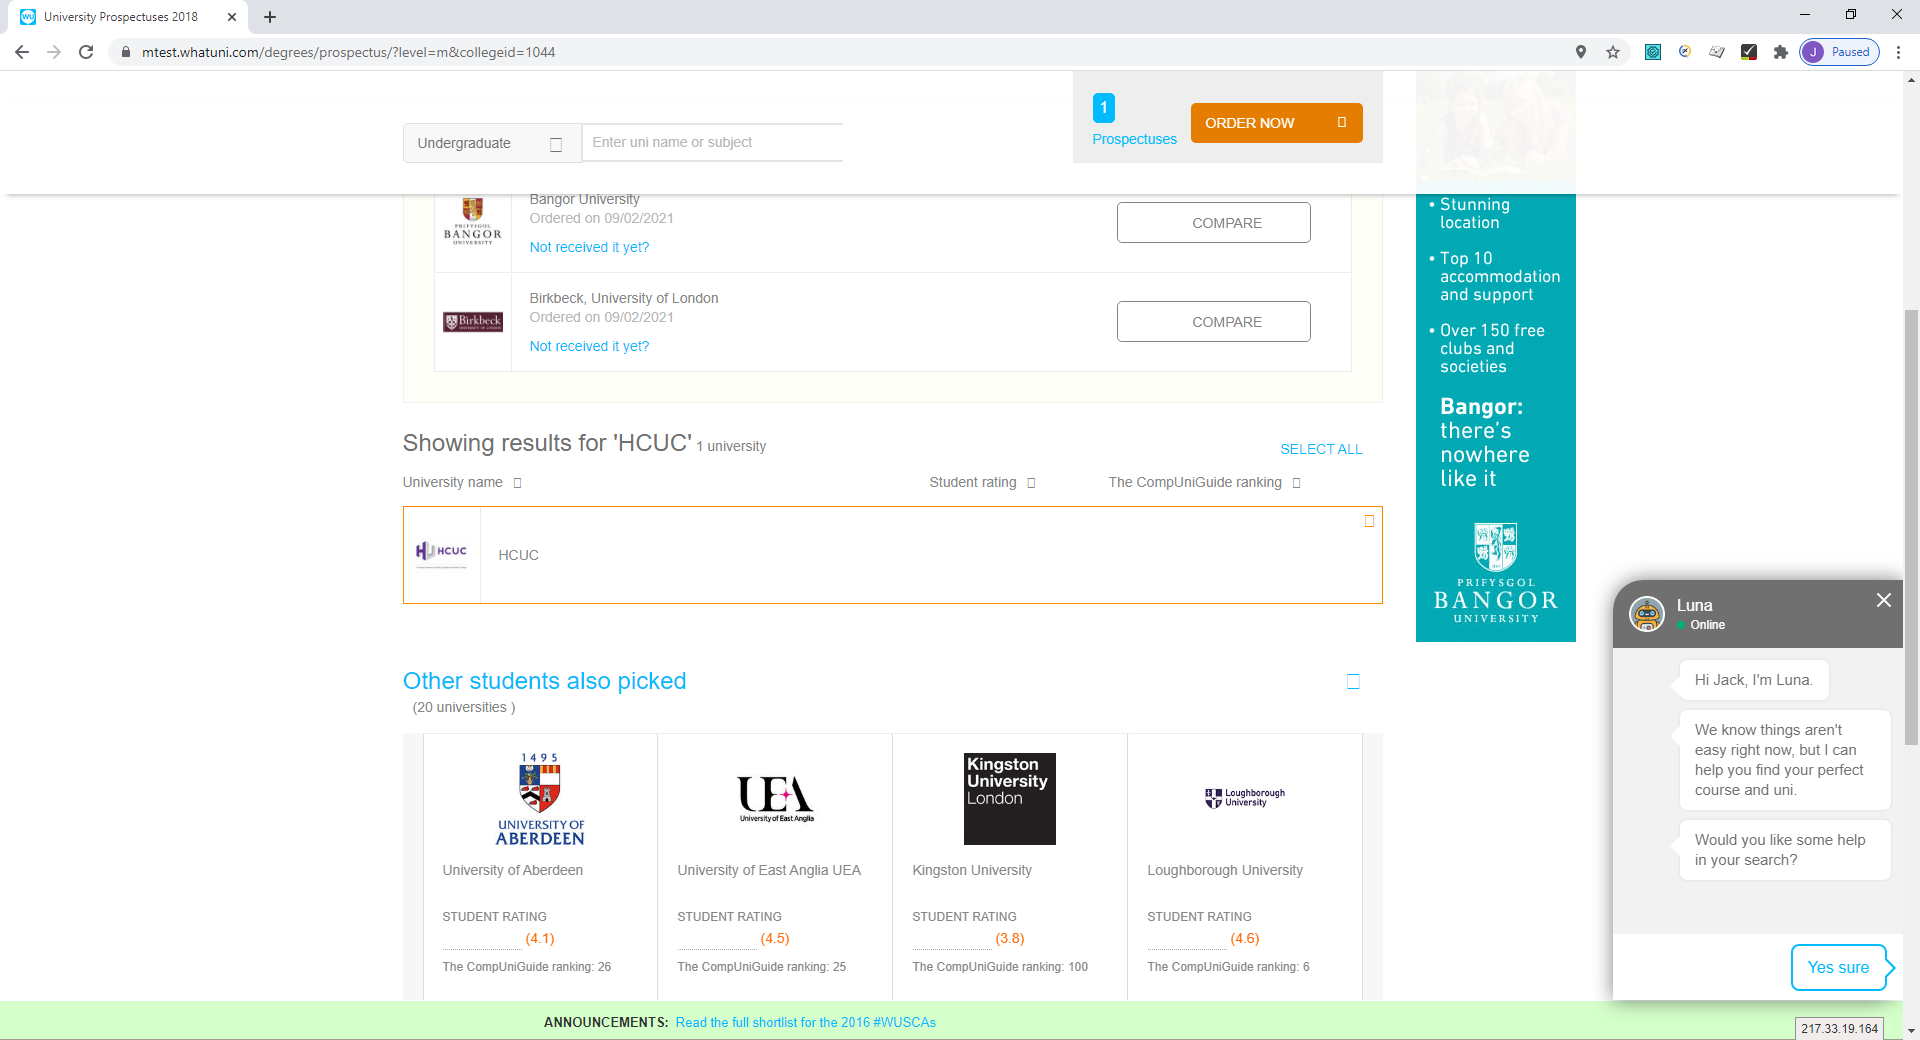 University Prospectuses 2018
mtest.whatuni.com/degrees/prospectus/?level=m&collegeid=1044
J Paused
Undergraduate
Enter uni name or subject
1
Prospectuses
ORDER NOW
Bangor University
Ordered on 09/02/2021
Not received it yet?
COMPARE
PRIFYSGOL
BANGOR
UNIVERSITY
Birkbeck, University of London
Ordered on 09/02/2021
Not received it yet?
COMPARE
Birkbeck
• Stunning
location
• Top 10
accommodation
and support
• Over 150 free
clubs and
societies
Bangor:
there's
nowhere
like it
PRIFYSGOL
BANGOR
UNIVERSITY
Showing results for 'HCUC' 1 university
SELECT ALL
University name
Student rating
The CompUniGuide ranking
HCUC
HCUC
Other students also picked
(20 universities )
1495
UNIVERSITY OF
ABERDEEN
University of Aberdeen
STUDENT RATING
(4.1)
The CompUniGuide ranking: 26
UEA
University of East Anglia
University of East Anglia UEA
STUDENT RATING
(4.5)
The CompUniGuide ranking: 25
Kingston
University
London
Kingston University
STUDENT RATING
(3.8)
The CompUniGuide ranking: 100
Loughborough
University
Loughborough University
STUDENT RATING
(4.6)
The CompUniGuide ranking: 6
Luna
Online
Hi Jack, I'm Luna.
We know things aren't
easy right now, but I can
help you find your perfect
course and uni.
Would you like some help
in your search?
Yes sure
ANNOUNCEMENTS: Read the full shortlist for the 2016 #WUSCAs
217.33.19.164